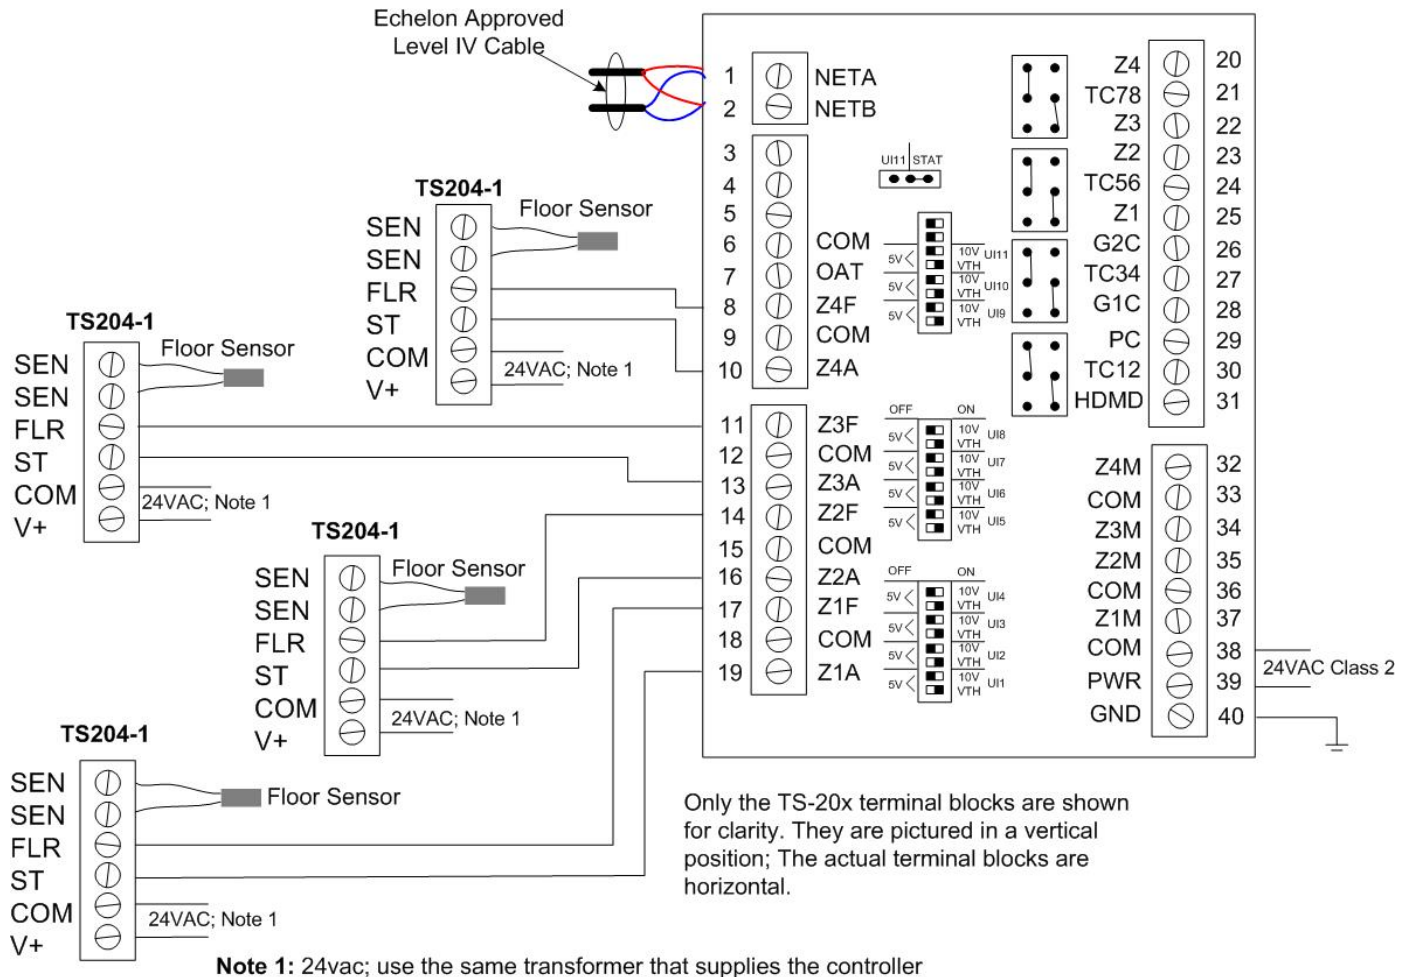 Echelon Approved
Level IV Cable
1 NETA
2 NETB
3
4
5
6 COM
7 OAT
8 Z4F
9 COM
10 Z4A
11 Z3F
12 COM
13 Z3A
14 Z2F
15 COM
16 Z2A
17 Z1F
18 COM
19 Z1A
UI11 STAT
5V< 10V VTH UI11
5V< 10V VTH UI10
5V< 10V VTH UI9
OFF ON
5V< 10V VTH UI8
5V< 10V VTH UI7
5V< 10V VTH UI6
5V< 10V VTH UI5
OFF ON
5V< 10V VTH UI4
5V< 10V VTH UI3
5V< 10V VTH UI2
5V< 10V VTH UI1
Z4 20
TC78 21
Z3 22
Z2 23
TC56 24
Z1 25
G2C 26
TC34 27
G1C 28
PC 29
TC12 30
HDMD 31
Z4M 32
COM 33
Z3M 34
Z2M 35
COM 36
Z1M 37
COM 38
PWR 39
GND 40
24VAC Class 2
TS204-1
SEN
SEN
FLR
ST
COM
V+
Floor Sensor
24VAC; Note 1
TS204-1
SEN
SEN
FLR
ST
COM
V+
Floor Sensor
24VAC; Note 1
TS204-1
SEN
SEN
FLR
ST
COM
V+
Floor Sensor
24VAC; Note 1
TS204-1
SEN
SEN
FLR
ST
COM
V+
Floor Sensor
24VAC; Note 1
Only the TS-20x terminal blocks are shown
for clarity. They are pictured in a vertical
position; The actual terminal blocks are
horizontal.
Note 1: 24vac; use the same transformer that supplies the controller